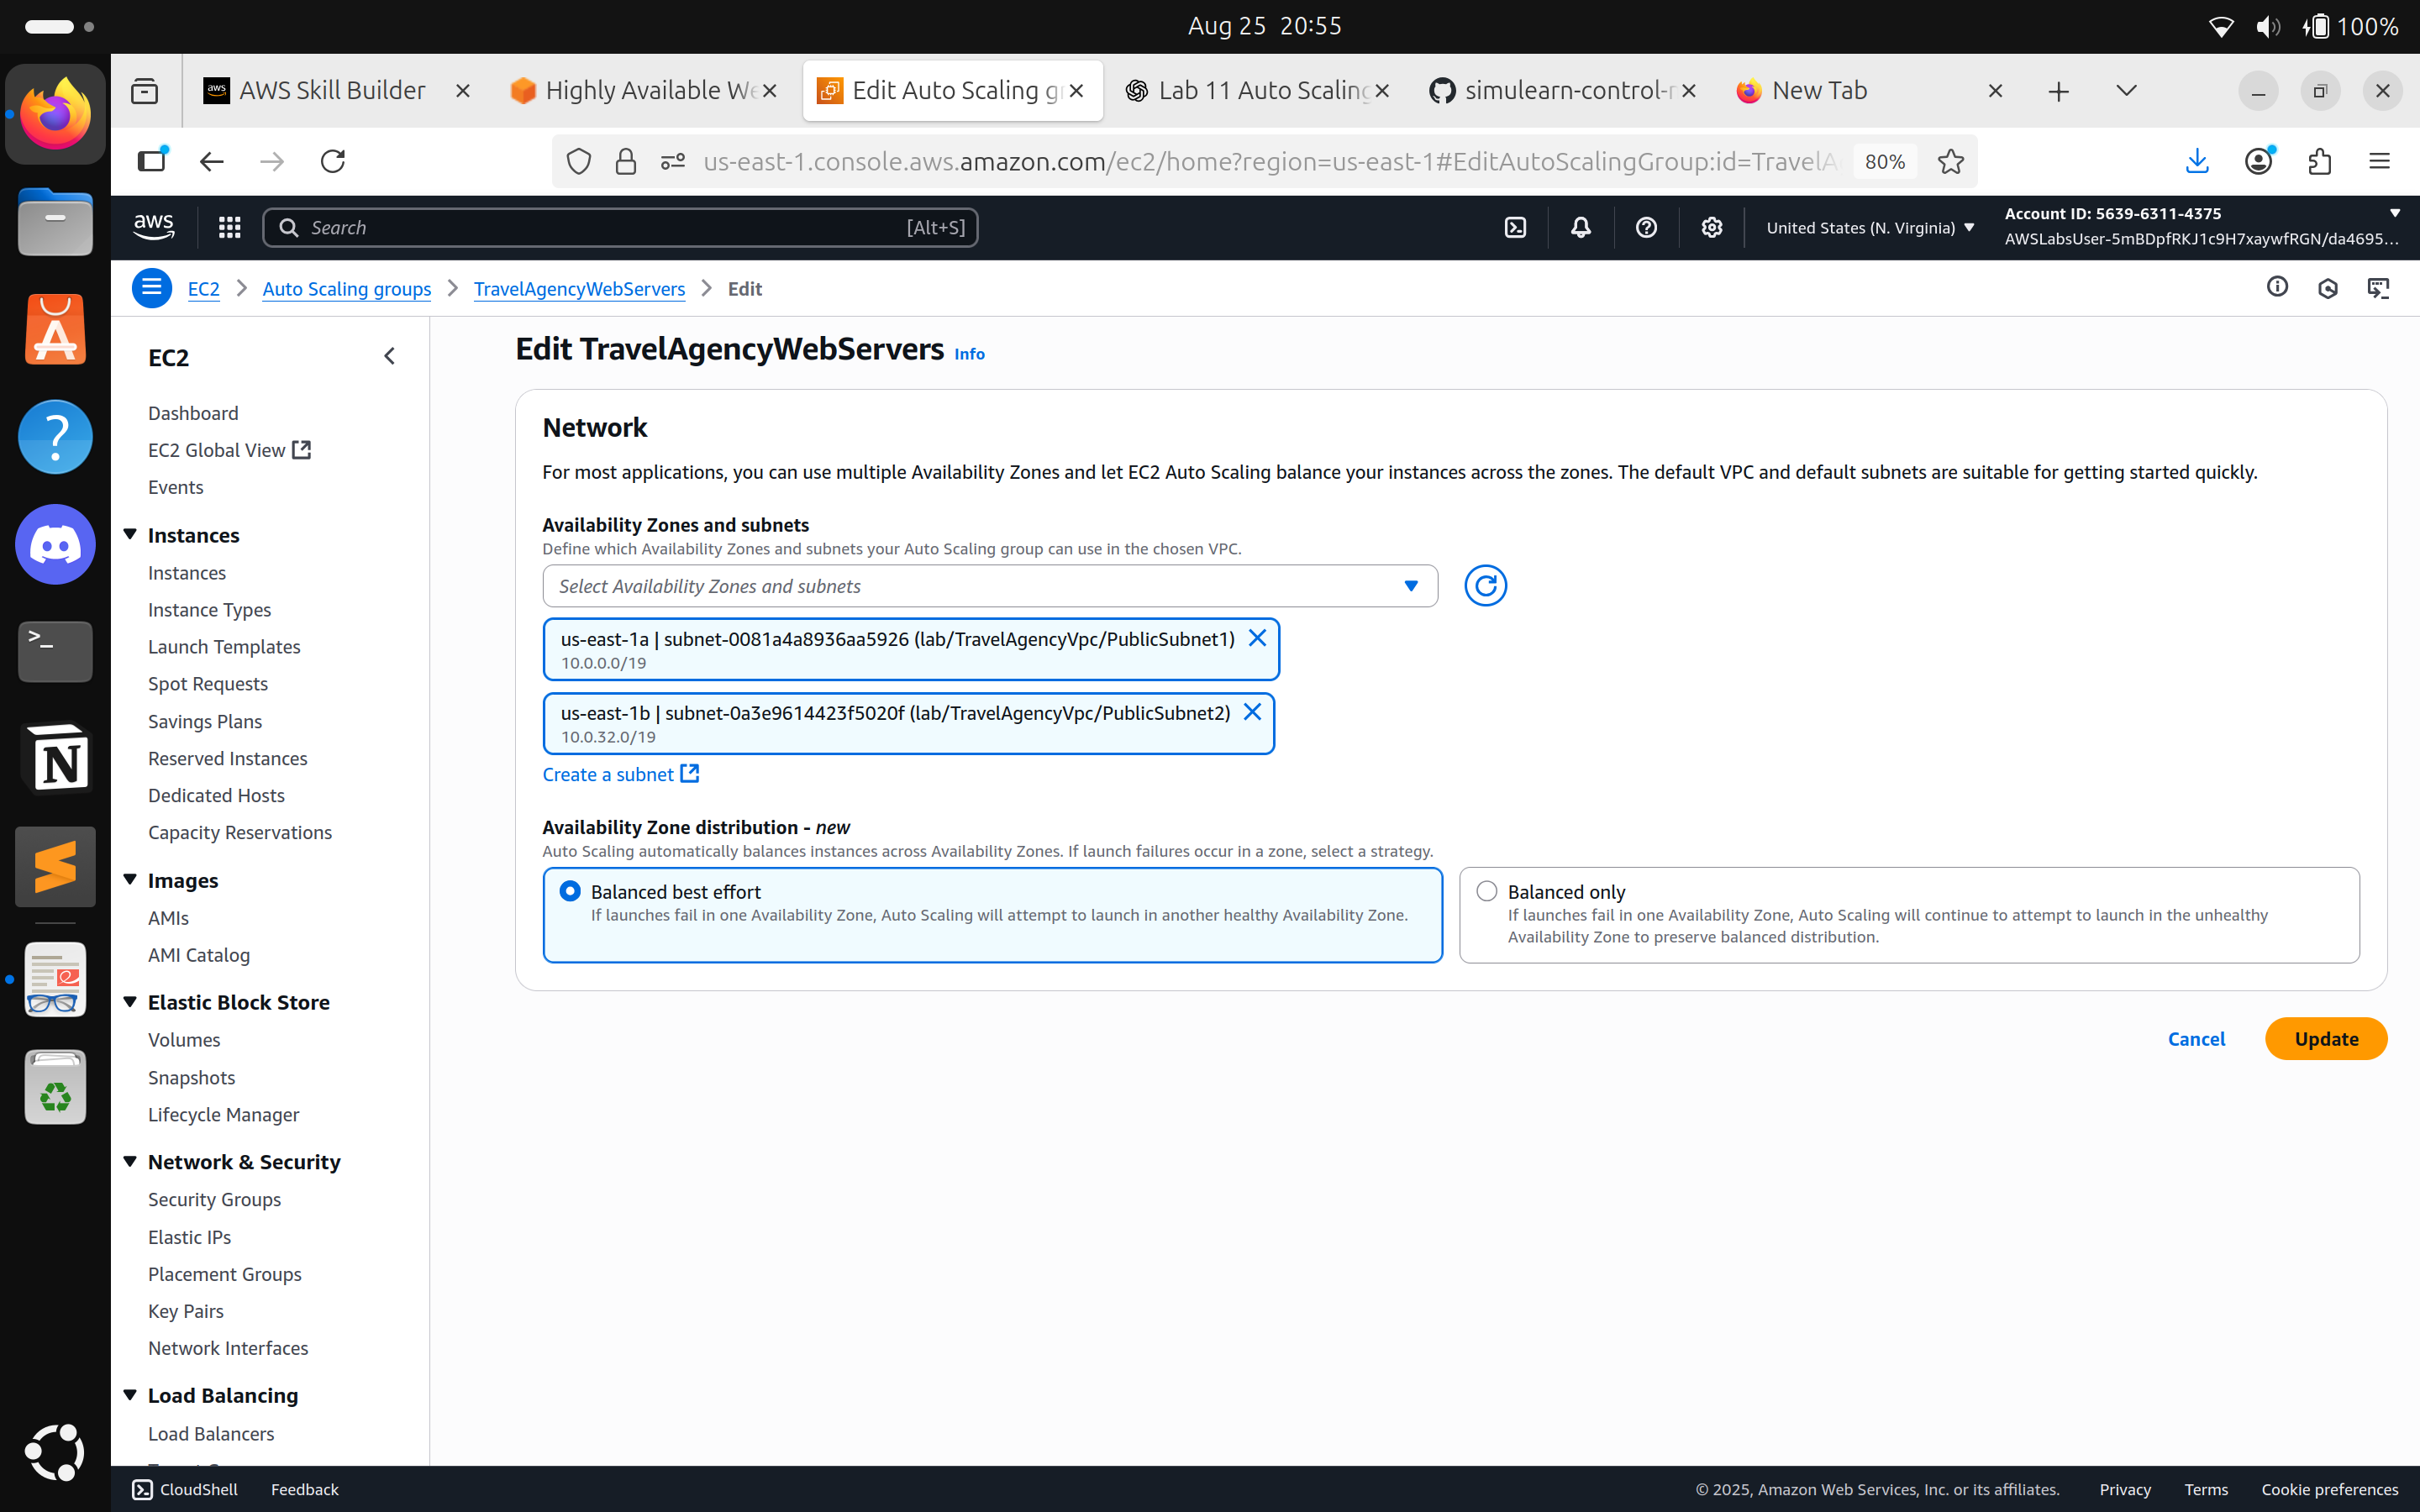 Aug 25 20:55
100%
AWS Skill Builder
Highly Available We
Edit Auto Scaling gr
Lab 11 Auto Scaling
simulearn-control-r
New Tab
us-east-1.console.aws.amazon.com/ec2/home?region=us-east-1#EditAutoScalingGroup:id=TravelA
80%
aws
Search
[Alt+S]
United States (N. Virginia)
Account ID: 5639-6311-4375
AWSLabsUser-5mBDpfRKJ1c9H7xaywfRGN/da4695...
EC2
Auto Scaling groups
TravelAgencyWebServers
Edit
EC2
Dashboard
EC2 Global View
Events
Instances
Instances
Instance Types
Launch Templates
Spot Requests
Savings Plans
Reserved Instances
Dedicated Hosts
Capacity Reservations
Images
AMIs
AMI Catalog
Elastic Block Store
Volumes
Snapshots
Lifecycle Manager
Network & Security
Security Groups
Elastic IPs
Placement Groups
Key Pairs
Network Interfaces
Load Balancing
Load Balancers
Edit TravelAgencyWebServers Info
Network
For most applications, you can use multiple Availability Zones and let EC2 Auto Scaling balance your instances across the zones. The default VPC and default subnets are suitable for getting started quickly.
Availability Zones and subnets
Define which Availability Zones and subnets your Auto Scaling group can use in the chosen VPC.
Select Availability Zones and subnets
us-east-1a | subnet-0081a4a8936aa5926 (lab/TravelAgencyVpc/PublicSubnet1)
10.0.0.0/19
us-east-1b | subnet-0a3e9614423f5020f (lab/TravelAgencyVpc/PublicSubnet2)
10.0.32.0/19
Create a subnet
Availability Zone distribution - new
Auto Scaling automatically balances instances across Availability Zones. If launch failures occur in a zone, select a strategy.
Balanced best effort
If launches fail in one Availability Zone, Auto Scaling will attempt to launch in another healthy Availability Zone.
Balanced only
If launches fail in one Availability Zone, Auto Scaling will continue to attempt to launch in the unhealthy
Availability Zone to preserve balanced distribution.
Cancel
Update
CloudShell
Feedback
© 2025, Amazon Web Services, Inc. or its affiliates.
Privacy
Terms
Cookie preferences